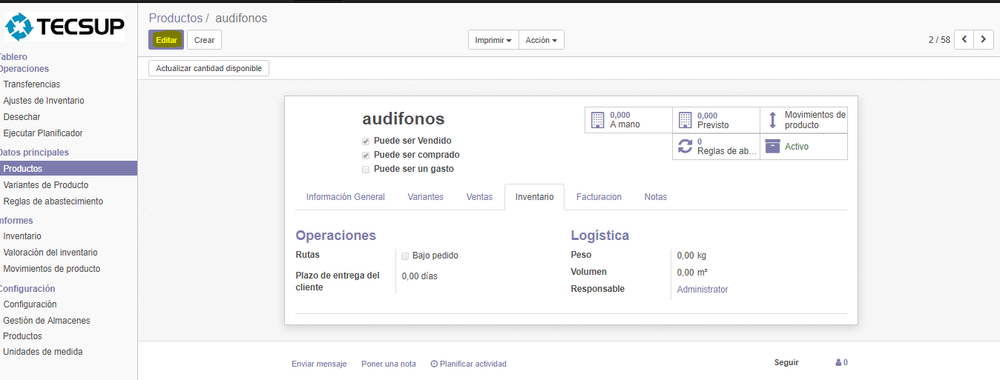 TECSUP
Productos / audifonos
Editar
Crear
Imprimir
Acción
2 / 58
Actualizar cantidad disponible
Tablero
Operaciones
Transferencias
Ajustes de Inventario
Desechar
Ejecutar Planificador
Datos principales
Productos
Variantes de Producto
Reglas de abastecimiento
nformes
Inventario
Valoración del inventario
Movimientos de producto
Configuración
Configuración
Gestión de Almacenes
Productos
Unidades de medida
audifonos
Puede ser Vendido
Puede ser comprado
Puede ser un gasto
0,000
A mano
0,000
Previsto
Movimientos de
producto
0
Reglas de ab...
Activo
Información General
Variantes
Ventas
Inventario
Facturacion
Notas
Operaciones
Rutas
Bajo pedido
Plazo de entrega del
cliente
0,00 días
Logística
Peso
0,00 kg
Volumen
0,00 m³
Responsable
Administrator
Enviar mensaje
Poner una nota
Planificar actividad
Seguir
0